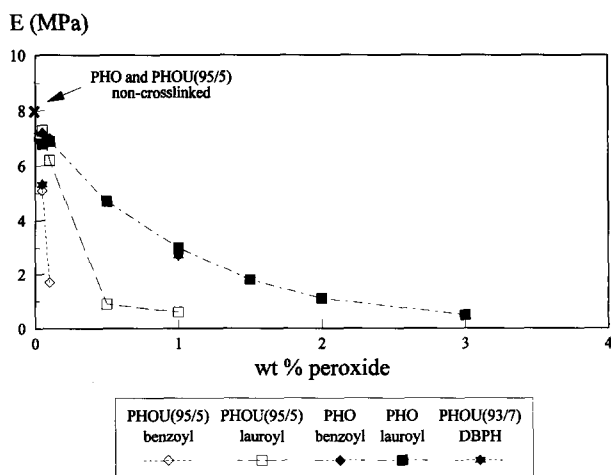 E (MPa)
10
PHO and PHOU(95/5)
non-crosslinked
8
6
4
2
0
0 1 2 3 4
wt % peroxide
PHOU(95/5) PHOU(95/5) PHO PHO PHOU(93/7)
benzoyl lauroyl benzoyl lauroyl DBPH